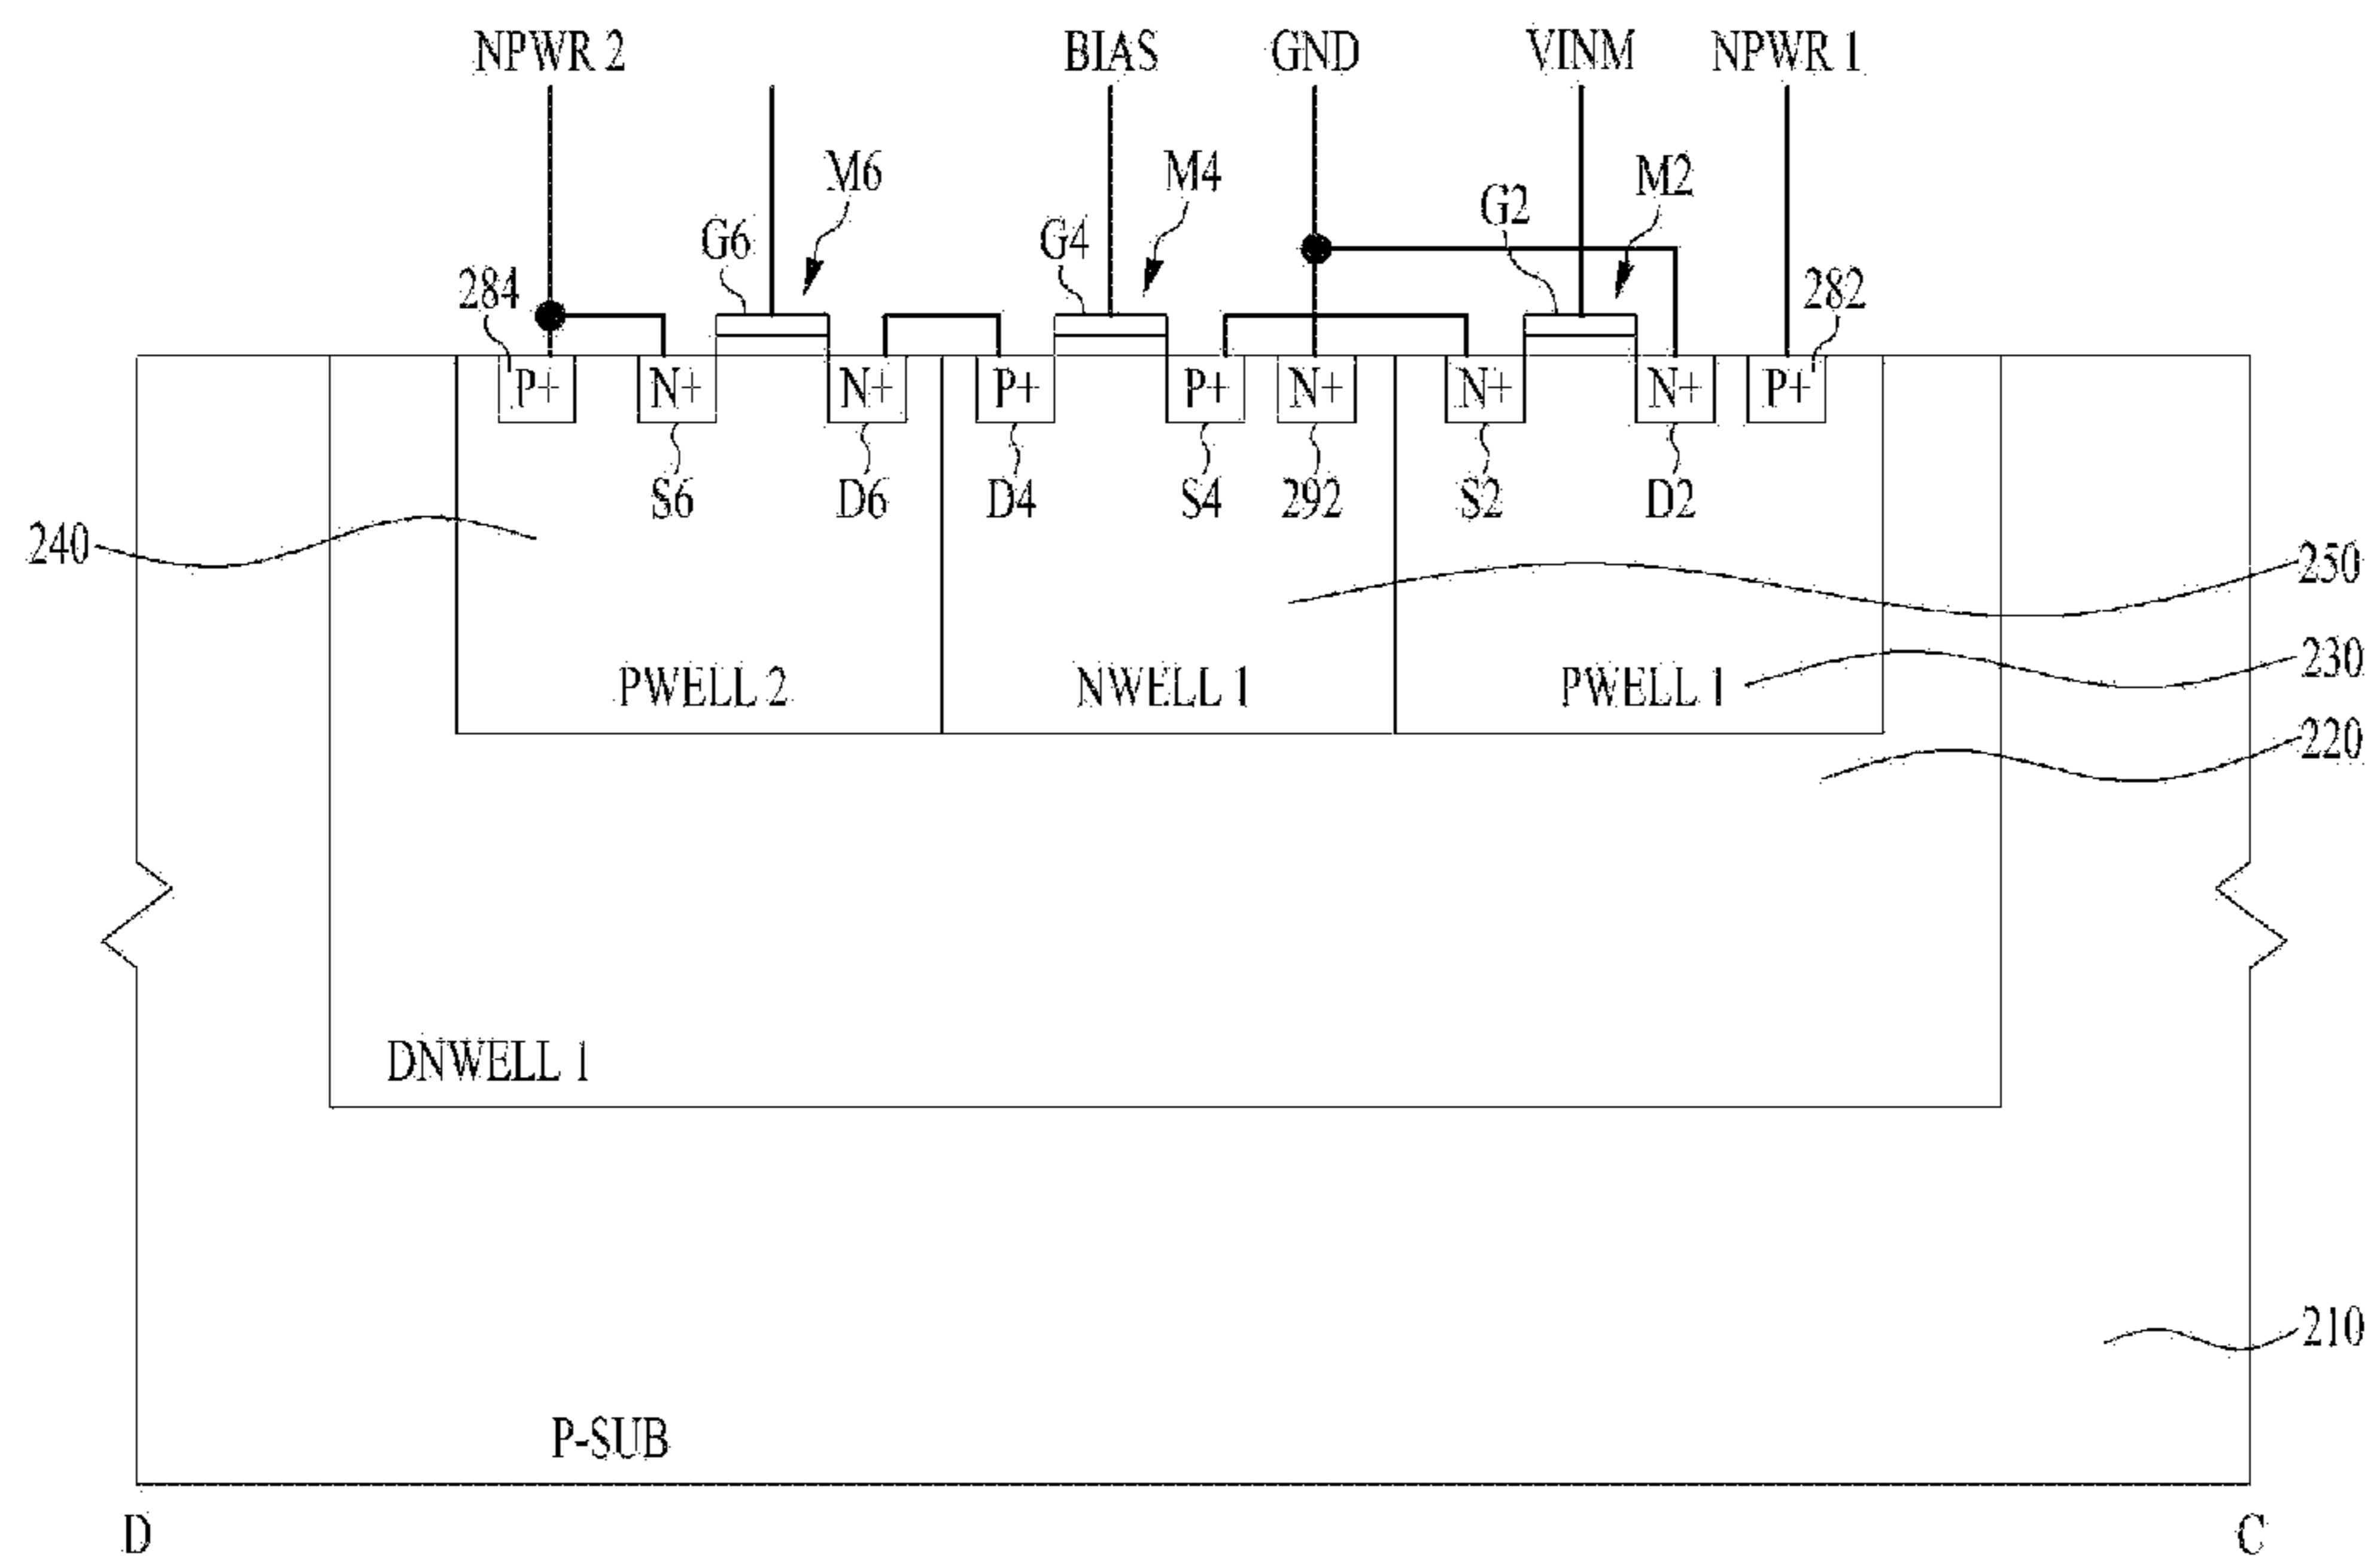 NPWR 2 BIAS GND VINM NPWR 1
M6 M4 M2
G6 G4 G2
284 282
P+ N+ N+ P+ P+ N+ N+ N+ P+
S6 D6 D4 S4 292 S2 D2
240 250
PWELL 2 NWELL 1 PWELL 1 230
220
DNWELL 1
210
P-SUB
D C